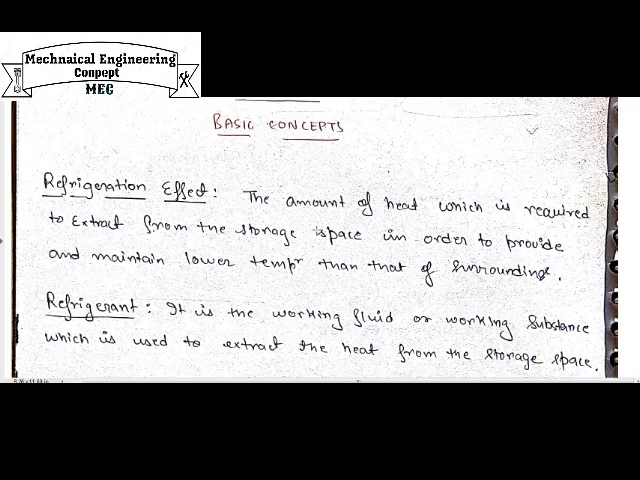 Mechnaical Engineering
Conpept
MEC
BASIC CONCEPTS
Refrigeration Effect: The amount of heat which is required
to extract from the storage space in order to provide
and maintain lower tempr than that of surroundings.
Refrigerant: It is the working fluid or working substance
which is used to extract the heat from the storage space.